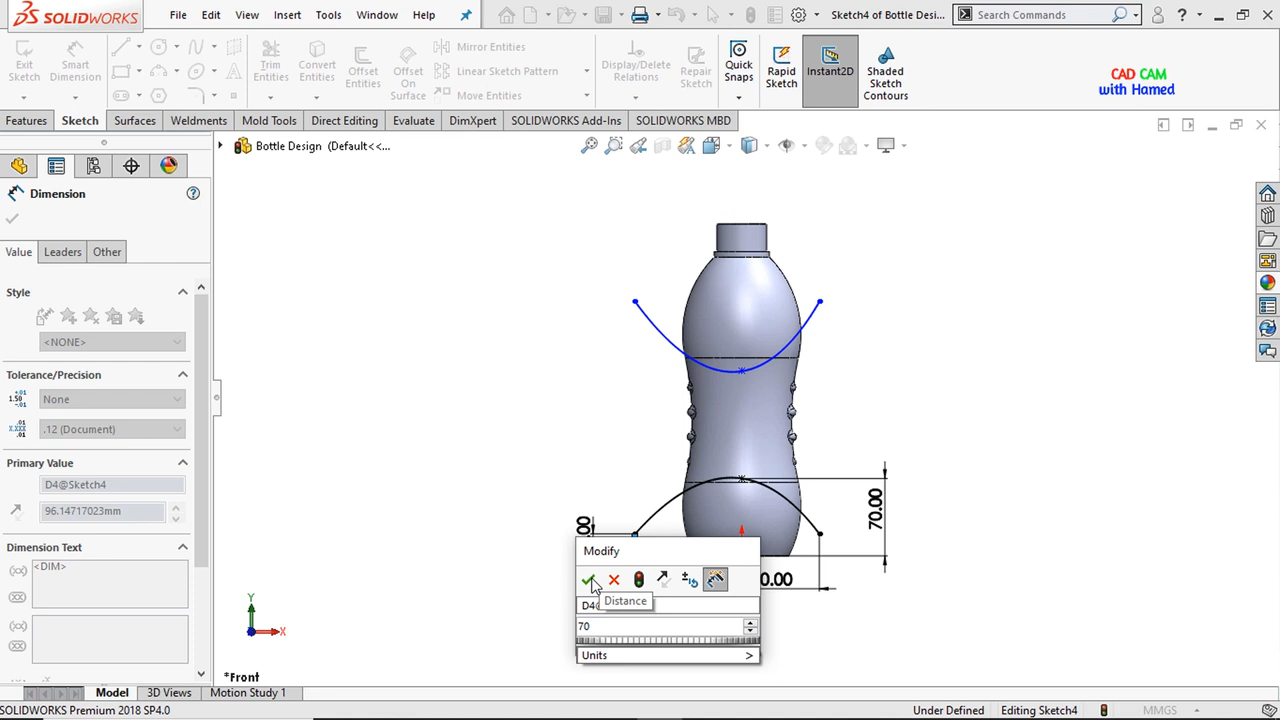 SOLIDWORKS
File Edit View Insert Tools Window Help
Sketch4 of Bottle Desi...
Search Commands
Exit Sketch
Smart Dimension
Trim Entities
Convert Entities
Offset Entities
Offset On Surface
Mirror Entities
Linear Sketch Pattern
Move Entities
Display/Delete Relations
Repair Sketch
Quick Snaps
Rapid Sketch
Instant2D
Shaded Sketch Contours
CAD CAM
with Hamed
Features Sketch Surfaces Weldments Mold Tools Direct Editing Evaluate DimXpert SOLIDWORKS Add-Ins SOLIDWORKS MBD
Bottle Design (Default<<...
Dimension
Value Leaders Other
Style
<NONE>
Tolerance/Precision
None
.12 (Document)
Primary Value
D4@Sketch4
96.14717023mm
Dimension Text
<DIM>
70.00
Modify
Distance
70
Units >
Y
X
*Front
Model 3D Views Motion Study 1
SOLIDWORKS Premium 2018 SP4.0
Under Defined
Editing Sketch4
MMGS